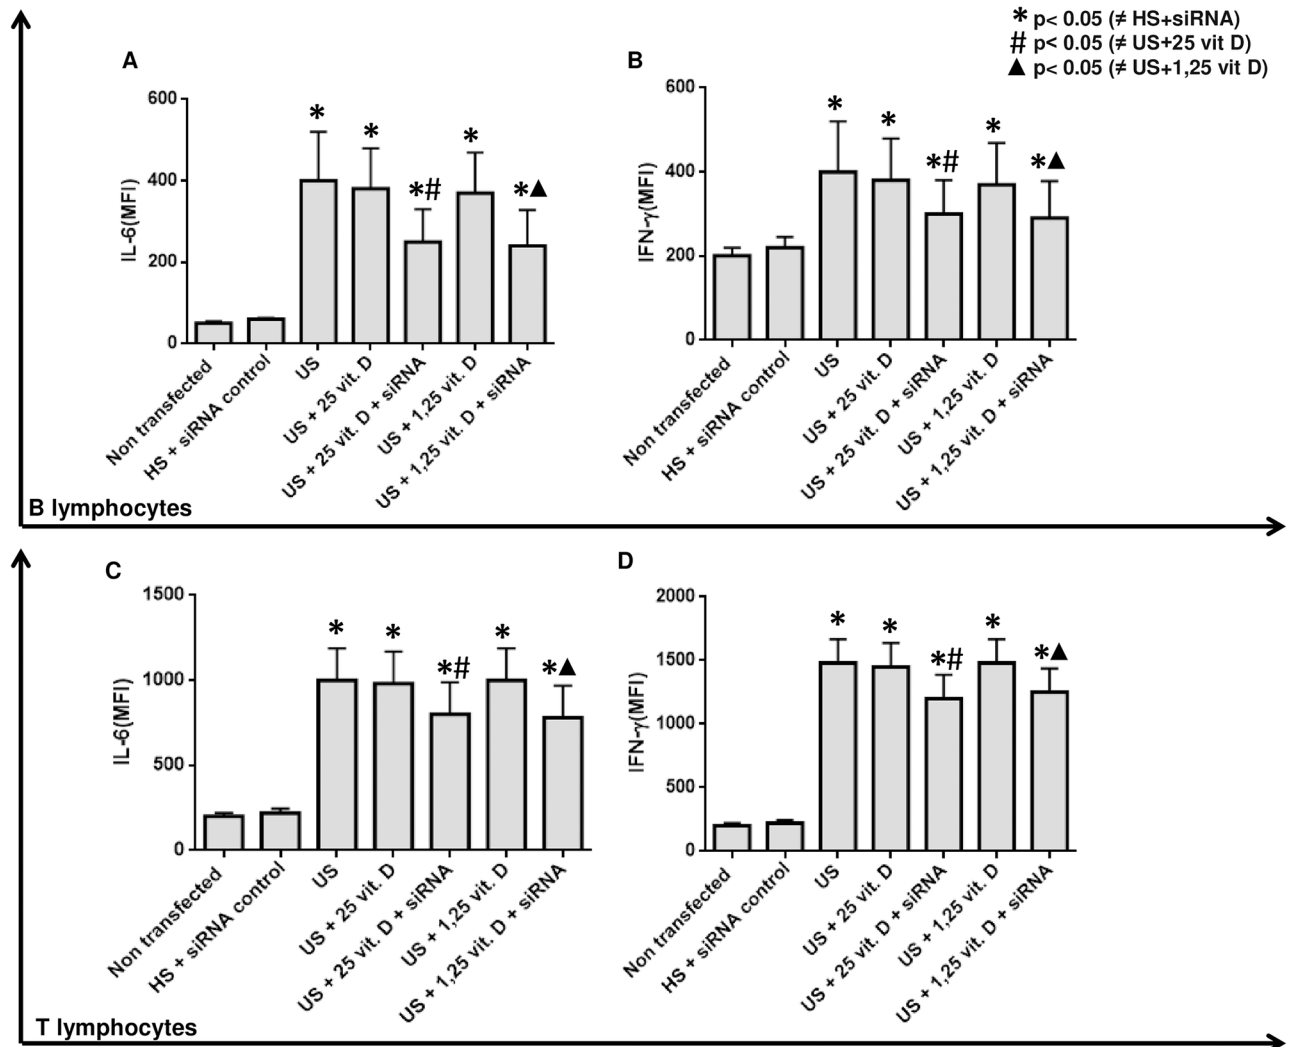 * p< 0.05 (≠ HS+siRNA)
# p< 0.05 (≠ US+25 vit D)
▲ p< 0.05 (≠ US+1,25 vit D)
A
IL-6(MFI)
600
400
200
0
*
*
*#
*
*▲
Non transfected
HS + siRNA control
US
US + 25 vit. D
US + 25 vit. D + siRNA
US + 1,25 vit. D
US + 1,25 vit. D + siRNA
B
IFN-γ(MFI)
600
400
200
0
*
*
*#
*
*▲
Non transfected
HS + siRNA control
US
US + 25 vit. D
US + 25 vit. D + siRNA
US + 1,25 vit. D
US + 1,25 vit. D + siRNA
B lymphocytes
C
IL-6(MFI)
1500
1000
500
0
*
*
*#
*
*▲
Non transfected
HS + siRNA control
US
US + 25 vit. D
US + 25 vit. D + siRNA
US + 1,25 vit. D
US + 1,25 vit. D + siRNA
D
IFN-γ(MFI)
2000
1500
1000
500
0
*
*
*#
*
*▲
Non transfected
HS + siRNA control
US
US + 25 vit. D
US + 25 vit. D + siRNA
US + 1,25 vit. D
US + 1,25 vit. D + siRNA
T lymphocytes